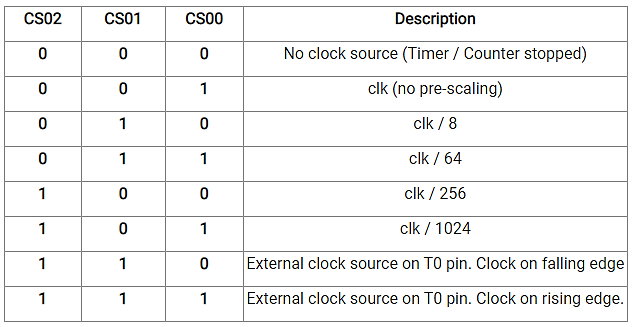 CS02 CS01 CS00 Description
0 0 0 No clock source (Timer / Counter stopped)
0 0 1 clk (no pre-scaling)
0 1 0 clk / 8
0 1 1 clk / 64
1 0 0 clk / 256
1 0 1 clk / 1024
1 1 0 External clock source on T0 pin. Clock on falling edge
1 1 1 External clock source on T0 pin. Clock on rising edge.